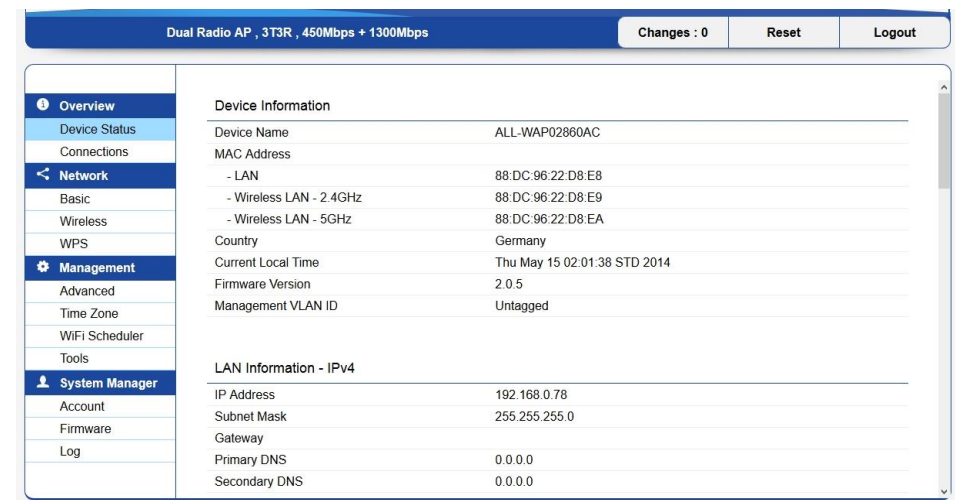 Dual Radio AP , 3T3R , 450Mbps + 1300Mbps Changes : 0 Reset Logout
Overview
Device Status
Connections
Network
Basic
Wireless
WPS
Management
Advanced
Time Zone
WiFi Scheduler
Tools
System Manager
Account
Firmware
Log
Device Information
Device Name ALL-WAP02860AC
MAC Address
- LAN 88:DC:96:22:D8:E8
- Wireless LAN - 2.4GHz 88:DC:96:22:D8:E9
- Wireless LAN - 5GHz 88:DC:96:22:D8:EA
Country Germany
Current Local Time Thu May 15 02:01:38 STD 2014
Firmware Version 2.0.5
Management VLAN ID Untagged
LAN Information - IPv4
IP Address 192.168.0.78
Subnet Mask 255.255.255.0
Gateway
Primary DNS 0.0.0.0
Secondary DNS 0.0.0.0